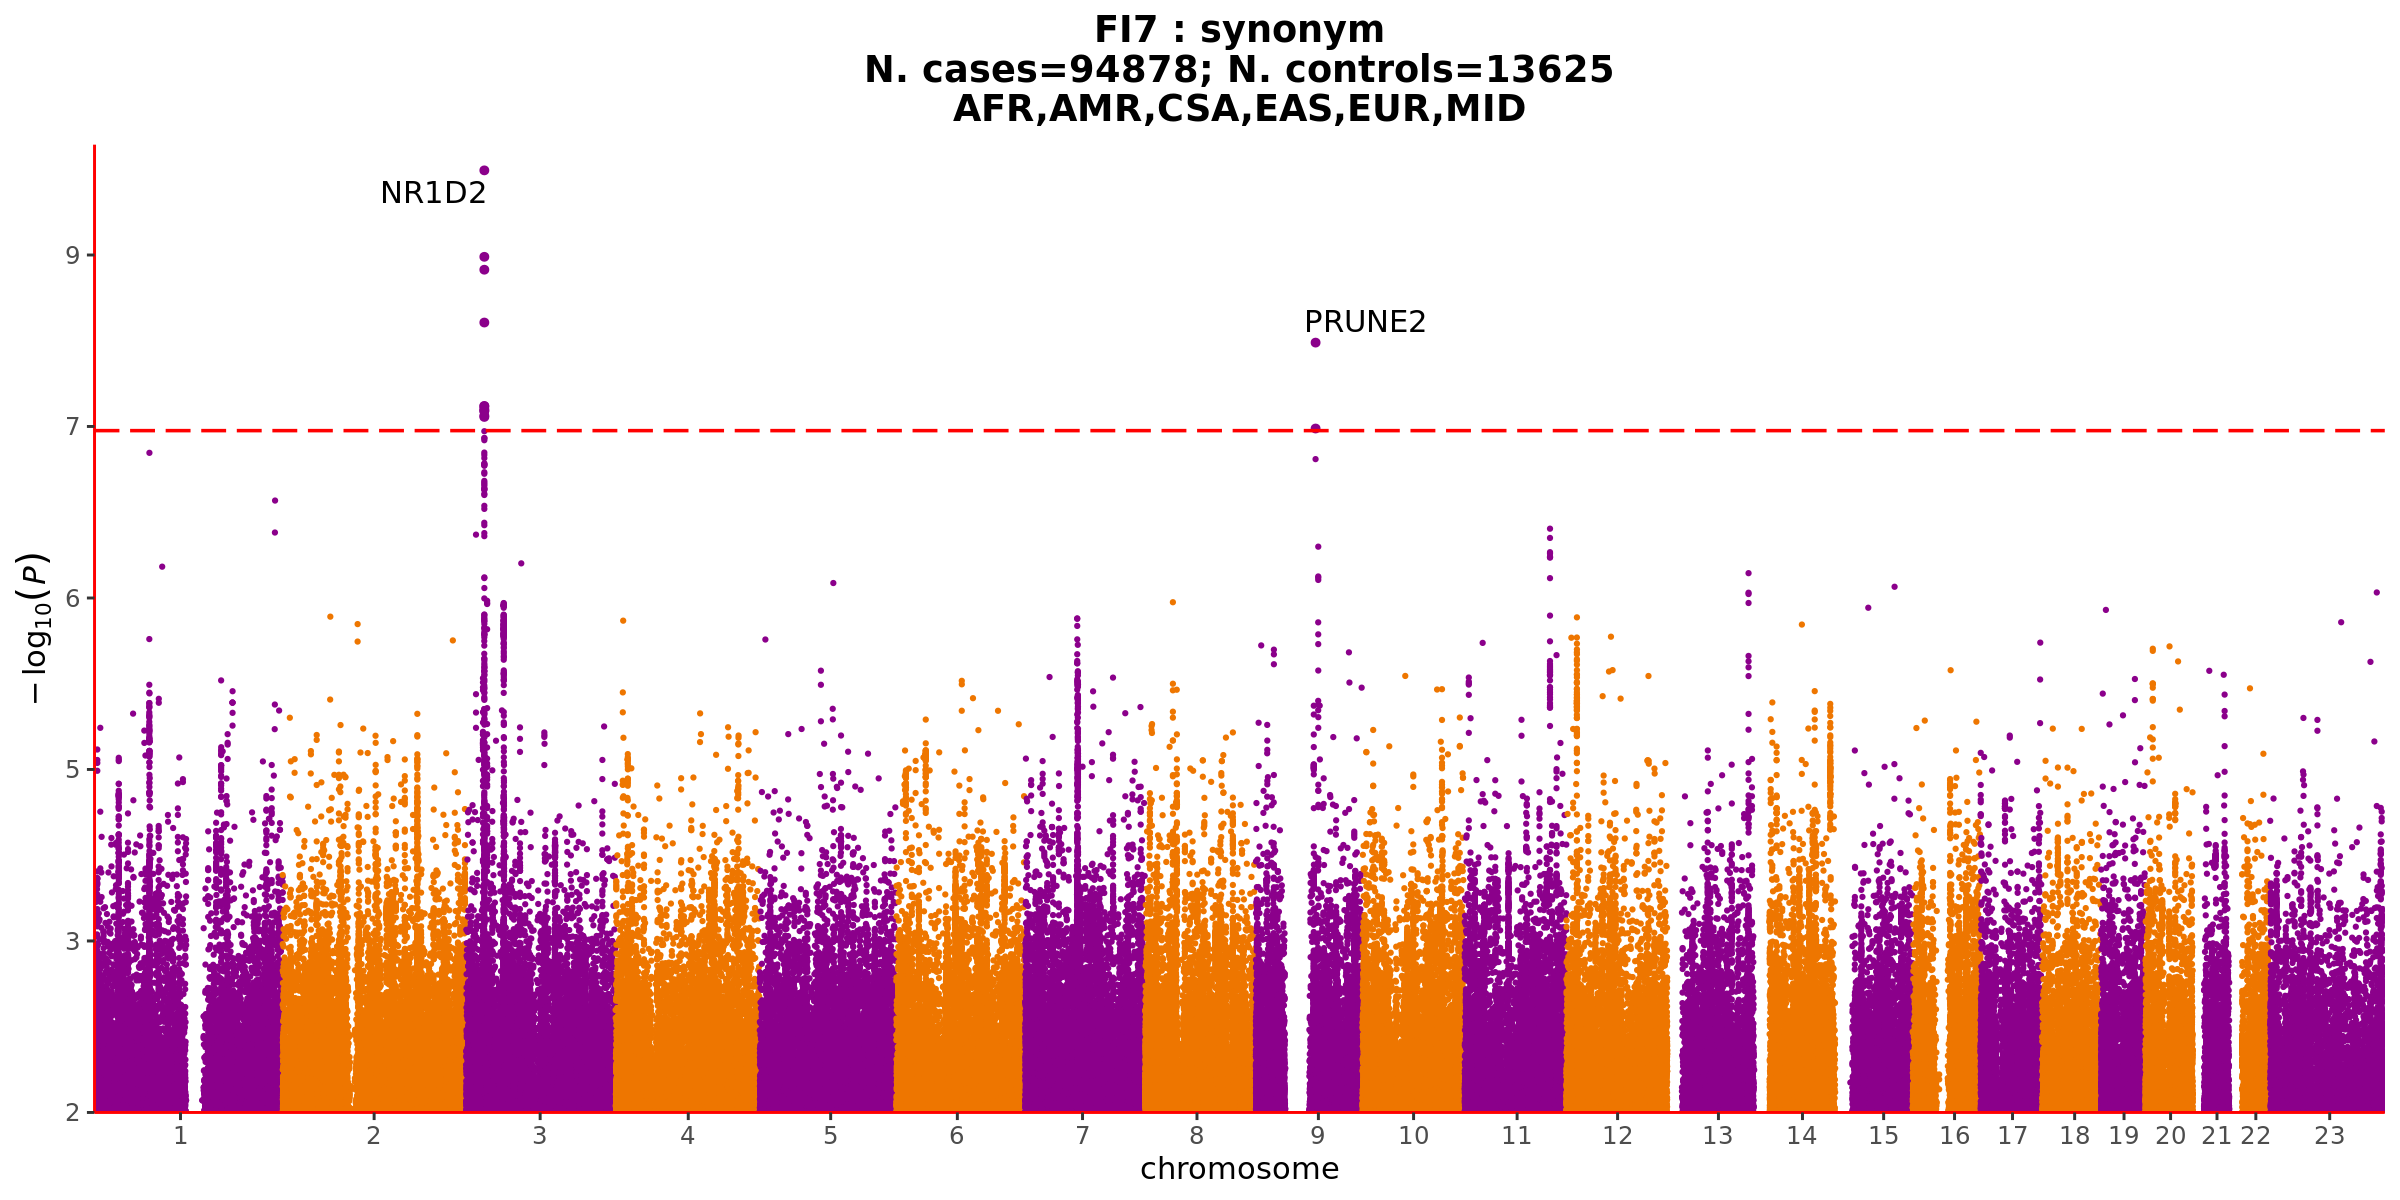 FI7 : synonym
N. cases=94878; N. controls=13625
AFR,AMR,CSA,EAS,EUR,MID
NR1D2
PRUNE2
9
7
6
5
3
2
−log10(P)
1 2 3 4 5 6 7 8 9 10 11 12 13 14 15 16 17 18 19 20 21 22 23
chromosome